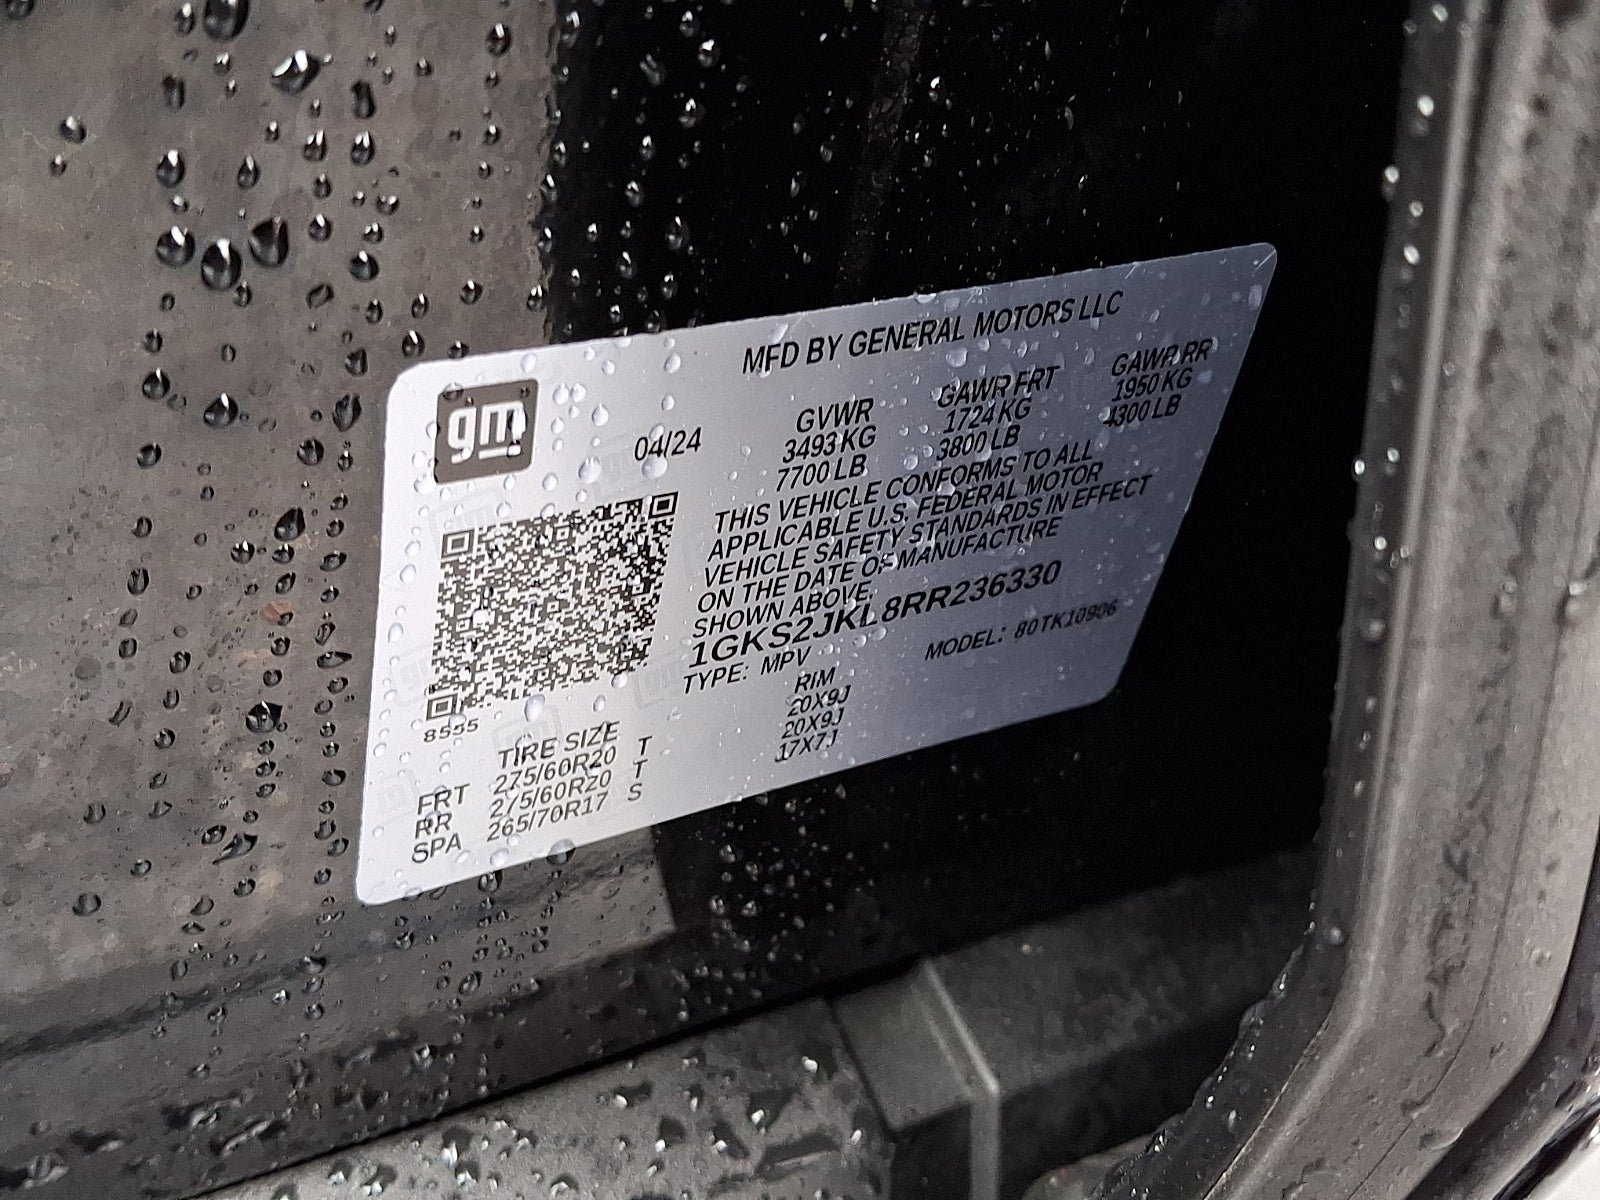 gm
MFD BY GENERAL MOTORS LLC
04/24
GVWR GAWR FRT GAWR RR
3493 KG 1724 KG 1950 KG
7700 LB 3800 LB 4300 LB
THIS VEHICLE CONFORMS TO ALL
APPLICABLE U.S. FEDERAL MOTOR
VEHICLE SAFETY STANDARDS IN EFFECT
ON THE DATE OF MANUFACTURE
SHOWN ABOVE.
1GKS2JKL8RR236330
TYPE: MPV MODEL: 80 TK10906
8555
TIRE SIZE RIM
FRT 275/60R20 T 20X9J
RR 275/60R20 T 20X9J
SPA 265/70R17 S 17X7J